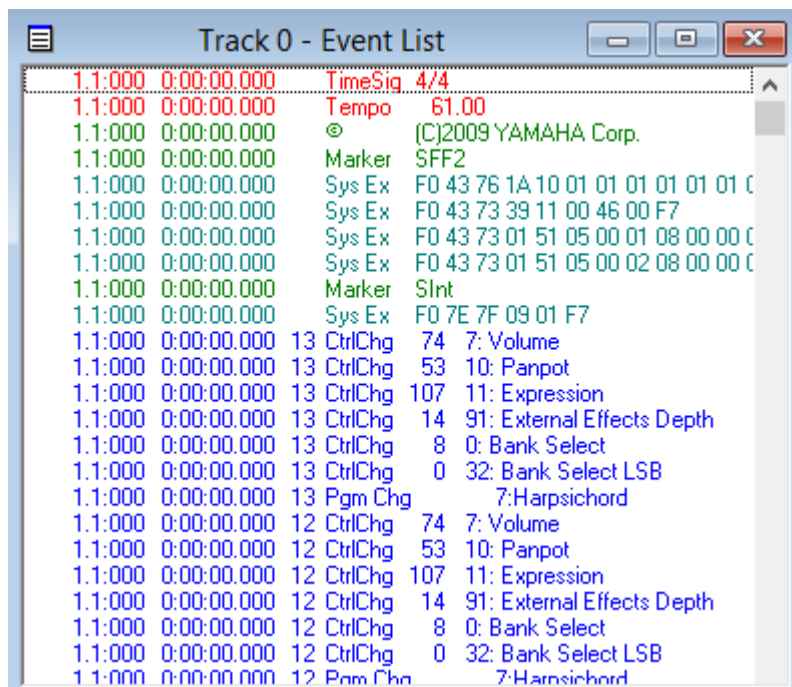 Track 0 - Event List
1.1:000 0:00:00.000 TimeSig 4/4
1.1:000 0:00:00.000 Tempo 61.00
1.1:000 0:00:00.000 © (C)2009 YAMAHA Corp.
1.1:000 0:00:00.000 Marker SFF2
1.1:000 0:00:00.000 Sys Ex F0 43 76 1A 10 01 01 01 01 01 01
1.1:000 0:00:00.000 Sys Ex F0 43 73 39 11 00 46 00 F7
1.1:000 0:00:00.000 Sys Ex F0 43 73 01 51 05 00 01 08 00 00
1.1:000 0:00:00.000 Sys Ex F0 43 73 01 51 05 00 02 08 00 00
1.1:000 0:00:00.000 Marker SInt
1.1:000 0:00:00.000 Sys Ex F0 7E 7F 09 01 F7
1.1:000 0:00:00.000 13 CtrlChg 74 7: Volume
1.1:000 0:00:00.000 13 CtrlChg 53 10: Panpot
1.1:000 0:00:00.000 13 CtrlChg 107 11: Expression
1.1:000 0:00:00.000 13 CtrlChg 14 91: External Effects Depth
1.1:000 0:00:00.000 13 CtrlChg 8 0: Bank Select
1.1:000 0:00:00.000 13 CtrlChg 0 32: Bank Select LSB
1.1:000 0:00:00.000 13 Pgm Chg 7:Harpsichord
1.1:000 0:00:00.000 12 CtrlChg 74 7: Volume
1.1:000 0:00:00.000 12 CtrlChg 53 10: Panpot
1.1:000 0:00:00.000 12 CtrlChg 107 11: Expression
1.1:000 0:00:00.000 12 CtrlChg 14 91: External Effects Depth
1.1:000 0:00:00.000 12 CtrlChg 8 0: Bank Select
1.1:000 0:00:00.000 12 CtrlChg 0 32: Bank Select LSB
1.1:000 0:00:00.000 12 Pgm Chg 7:Harpsichord